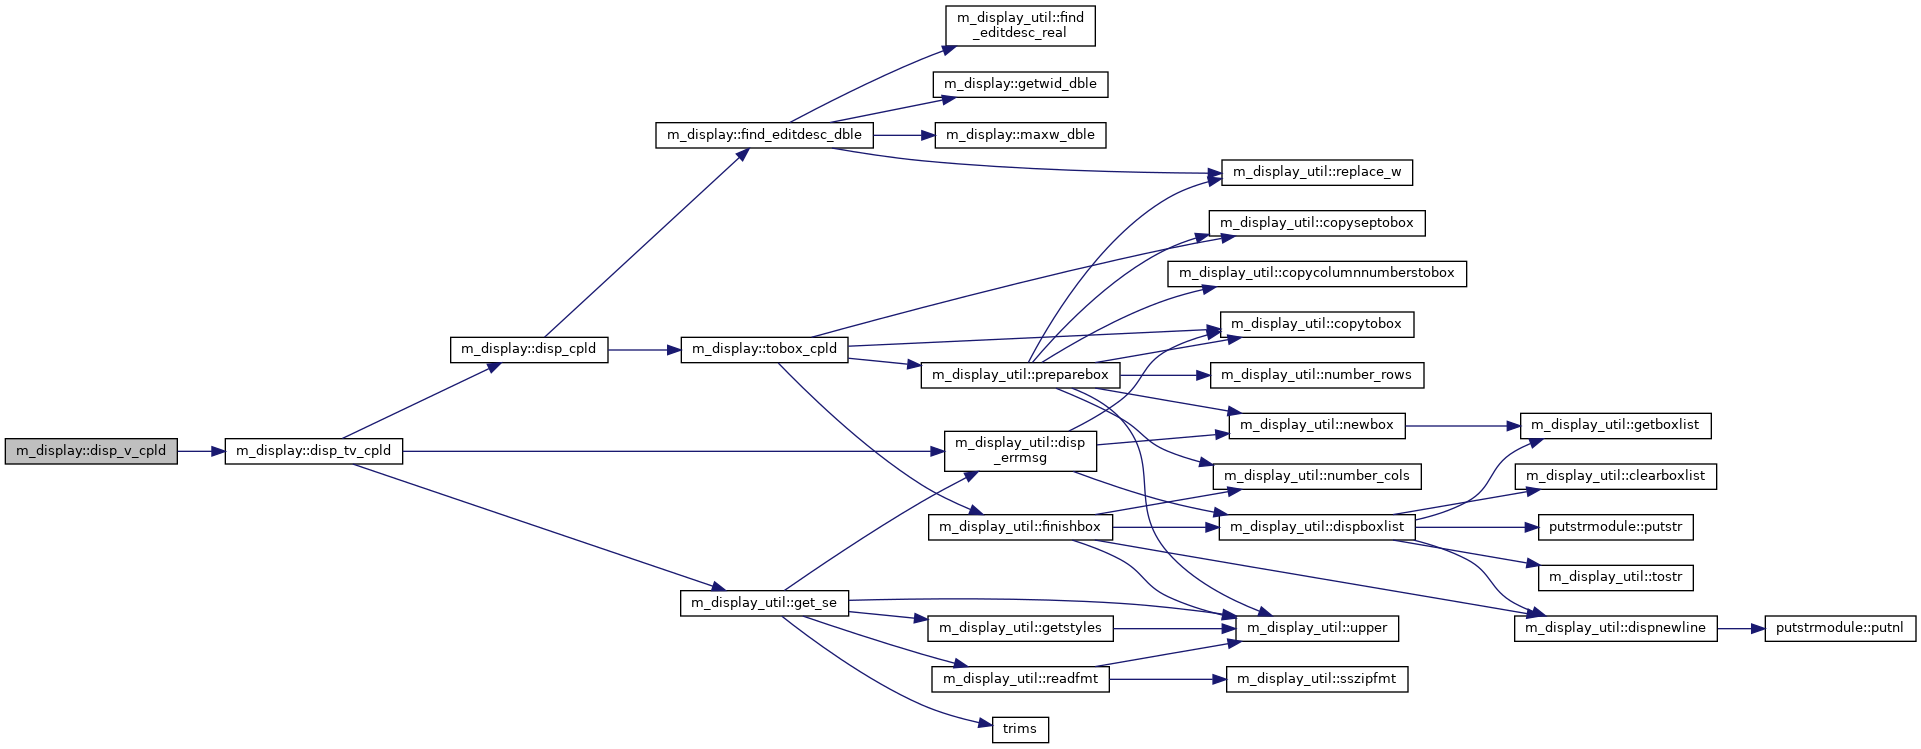 m_display_util::find
_editdesc_real
m_display::getwid_dble
m_display::find_editdesc_dble
m_display::maxw_dble
m_display_util::replace_w
m_display_util::copyseptobox
m_display_util::copycolumnnumberstobox
m_display_util::copytobox
m_display::disp_cpld
m_display::tobox_cpld
m_display_util::preparebox
m_display_util::number_rows
m_display_util::newbox
m_display_util::getboxlist
m_display::disp_v_cpld
m_display::disp_tv_cpld
m_display_util::disp
_errmsg
m_display_util::number_cols
m_display_util::clearboxlist
m_display_util::finishbox
m_display_util::dispboxlist
putstrmodule::putstr
m_display_util::tostr
m_display_util::get_se
m_display_util::getstyles
m_display_util::upper
m_display_util::dispnewline
putstrmodule::putnl
m_display_util::readfmt
m_display_util::sszipfmt
trims